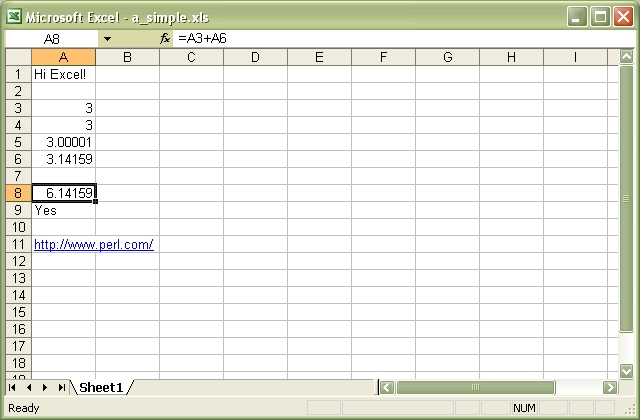 Microsoft Excel - a_simple.xls
A8 fx =A3+A6
A B C D E F G H I
1 Hi Excel!
2
3 3
4 3
5 3.00001
6 3.14159
7
8 6.14159
9 Yes
10
11 http://www.perl.com/
12
13
14
15
16
17
18
19
Sheet1
Ready NUM